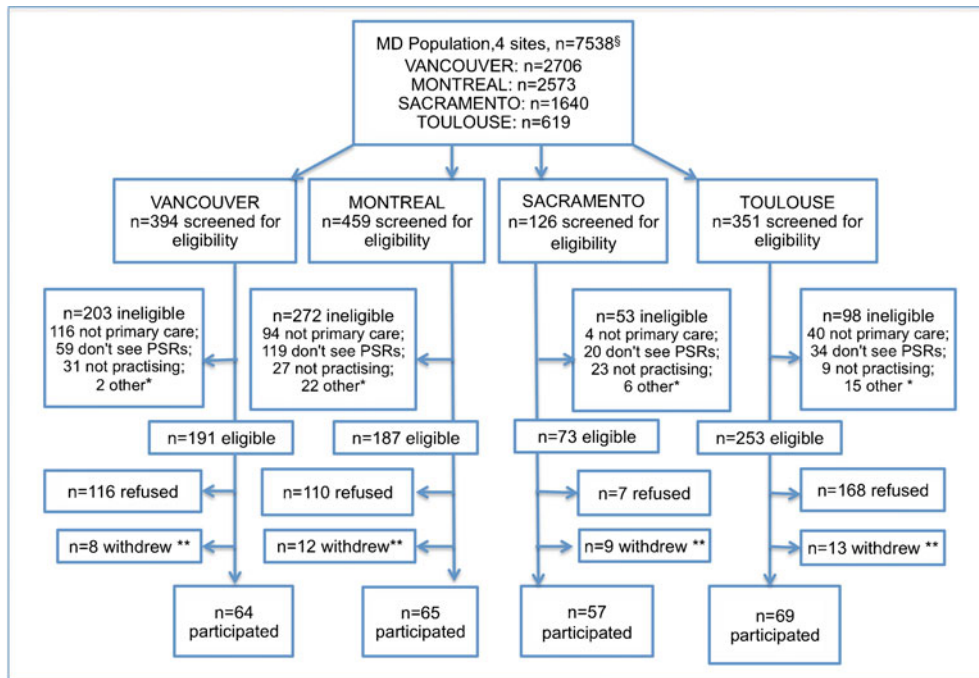 MD Population,4 sites, n=7538§
VANCOUVER: n=2706
MONTREAL: n=2573
SACRAMENTO: n=1640
TOULOUSE: n=619
VANCOUVER
n=394 screened for
eligibility
MONTREAL
n=459 screened for
eligibility
SACRAMENTO
n=126 screened for
eligibility
TOULOUSE
n=351 screened for
eligibility
n=203 ineligible
116 not primary care;
59 don't see PSRs;
31 not practising;
2 other*
n=272 ineligible
94 not primary care;
119 don't see PSRs;
27 not practising;
22 other*
n=53 ineligible
4 not primary care;
20 don't see PSRs;
23 not practising;
6 other*
n=98 ineligible
40 not primary care;
34 don't see PSRs;
9 not practising;
15 other *
n=191 eligible
n=187 eligible
n=73 eligible
n=253 eligible
n=116 refused
n=110 refused
n=7 refused
n=168 refused
n=8 withdrew **
n=12 withdrew**
n=9 withdrew **
n=13 withdrew **
n=64
participated
n=65
participated
n=57
participated
n=69
participated